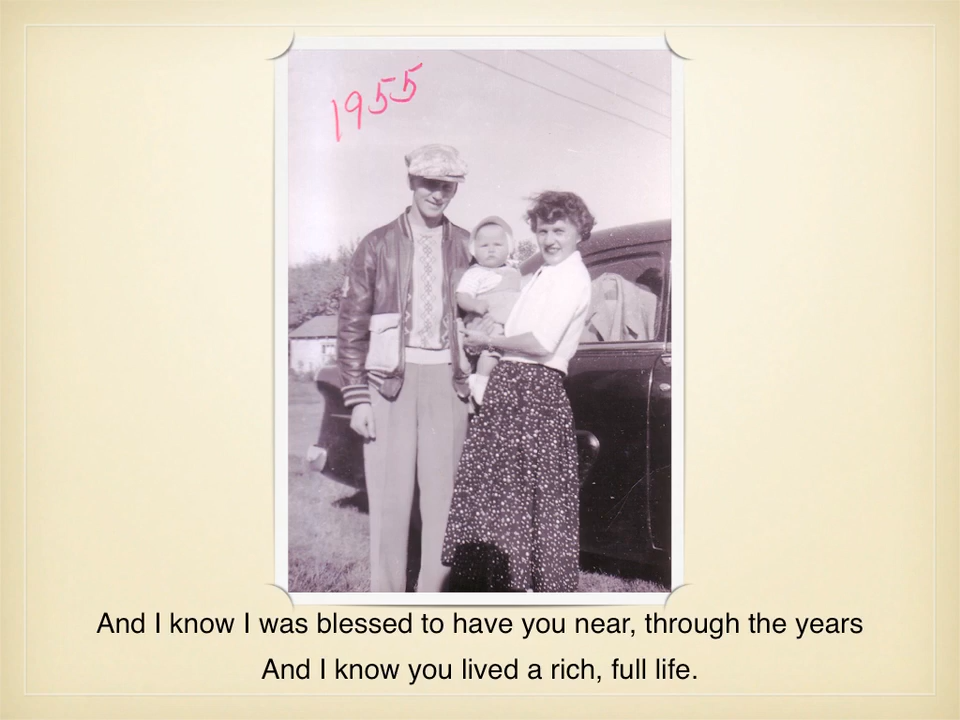 1955
And I know I was blessed to have you near, through the years
And I know you lived a rich, full life.